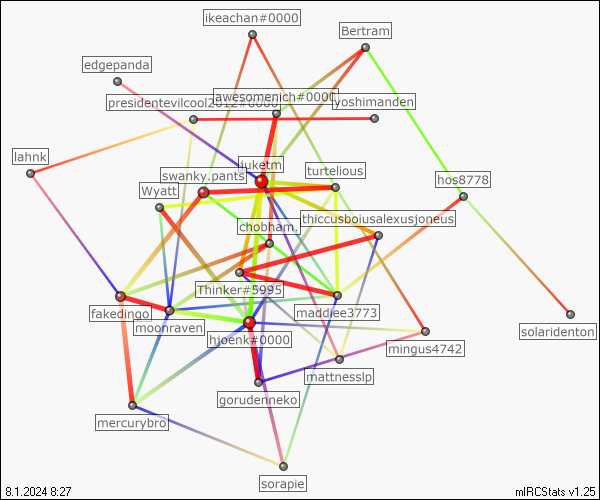 ikeachan#0000
Bertram
edgepanda
awesomenich#0000
presidentevilcool2012#0000
yoshimanden
lahnk
iuketm
swanky.pants
turtelious
hos8778
Wyatt
thiccusboiusalexusjoneus
chobham.
Thinker#5995
fakedingo
maddiee3773
moonraven
solaridenton
hjoenk#0000
mingus4742
mattnesslp
gorudenneko
mercurybro
sorapie
8.1.2024 8:27
mIRCStats v1.25